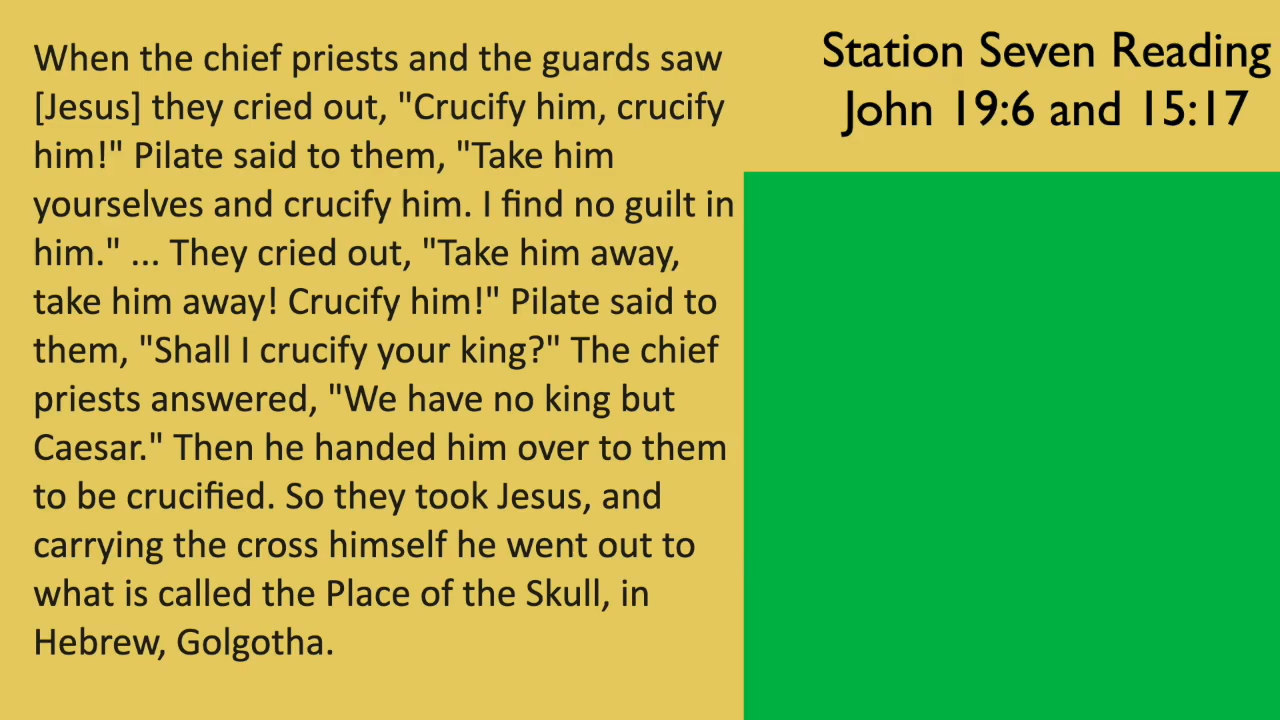 When the chief priests and the guards saw
[Jesus] they cried out, "Crucify him, crucify
him!" Pilate said to them, "Take him
yourselves and crucify him. I find no guilt in
him." ... They cried out, "Take him away,
take him away! Crucify him!" Pilate said to
them, "Shall I crucify your king?" The chief
priests answered, "We have no king but
Caesar." Then he handed him over to them
to be crucified. So they took Jesus, and
carrying the cross himself he went out to
what is called the Place of the Skull, in
Hebrew, Golgotha.
Station Seven Reading
John 19:6 and 15:17